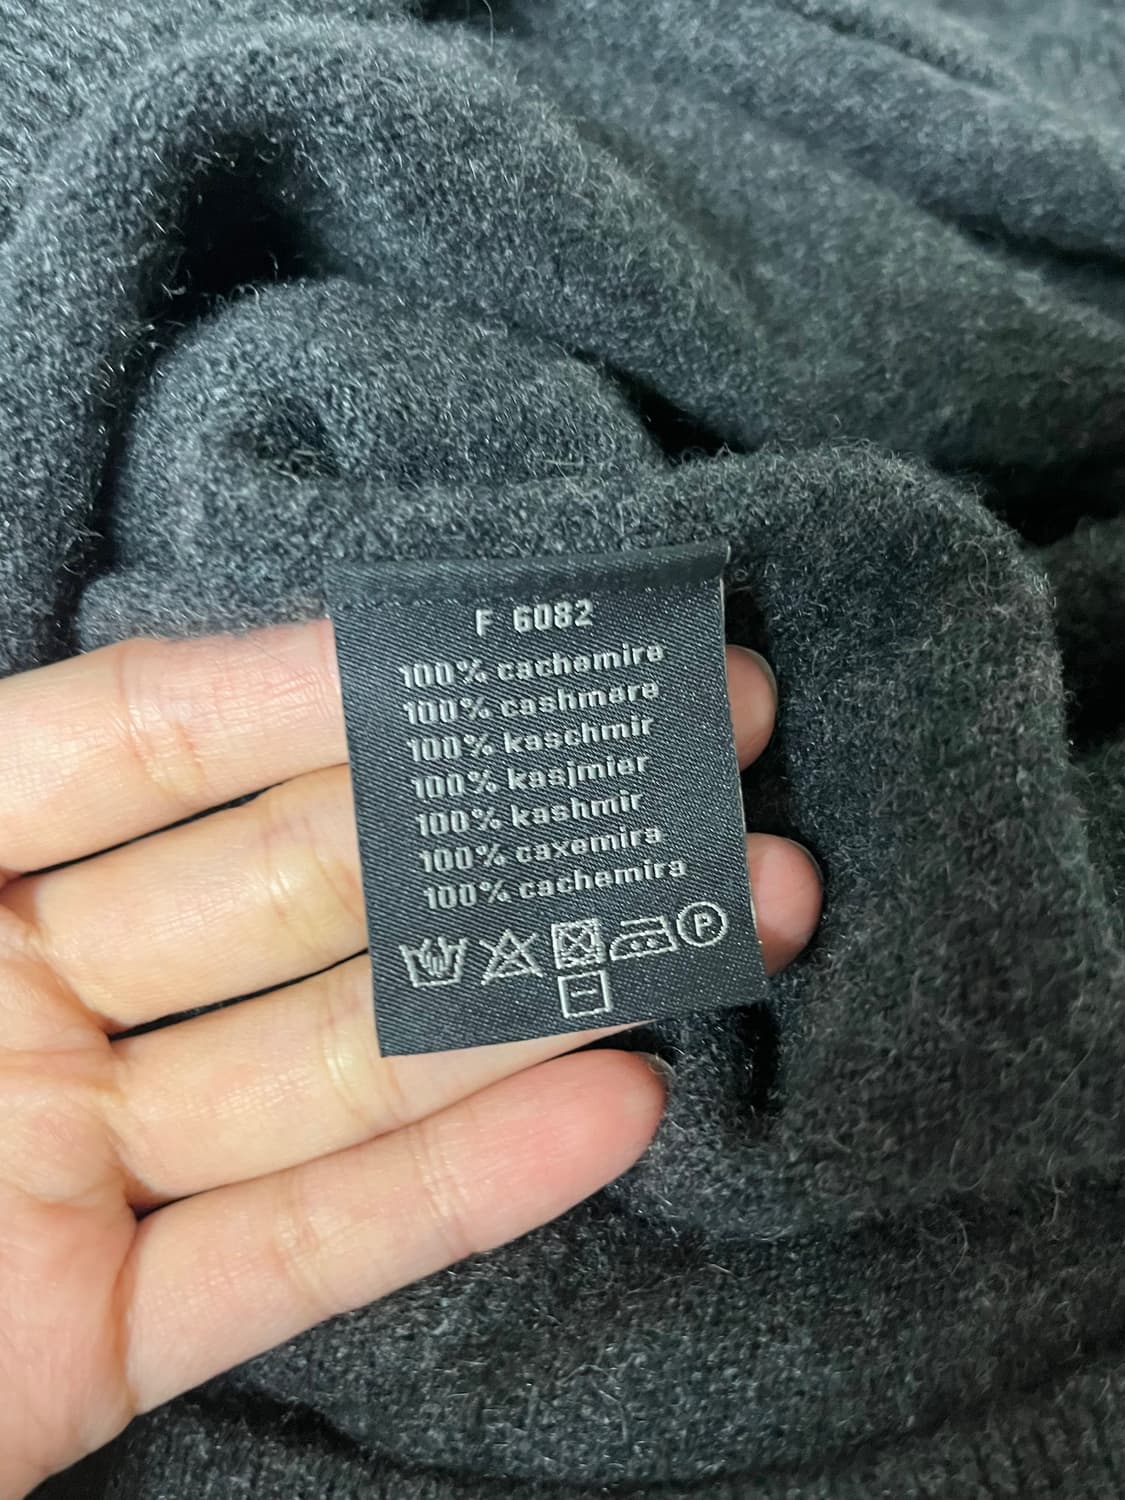 F 6082
100% cachemire
100% cashmere
100% kaschmir
100% kasjmier
100% kashmir
100% caxemira
100% cachemira
P